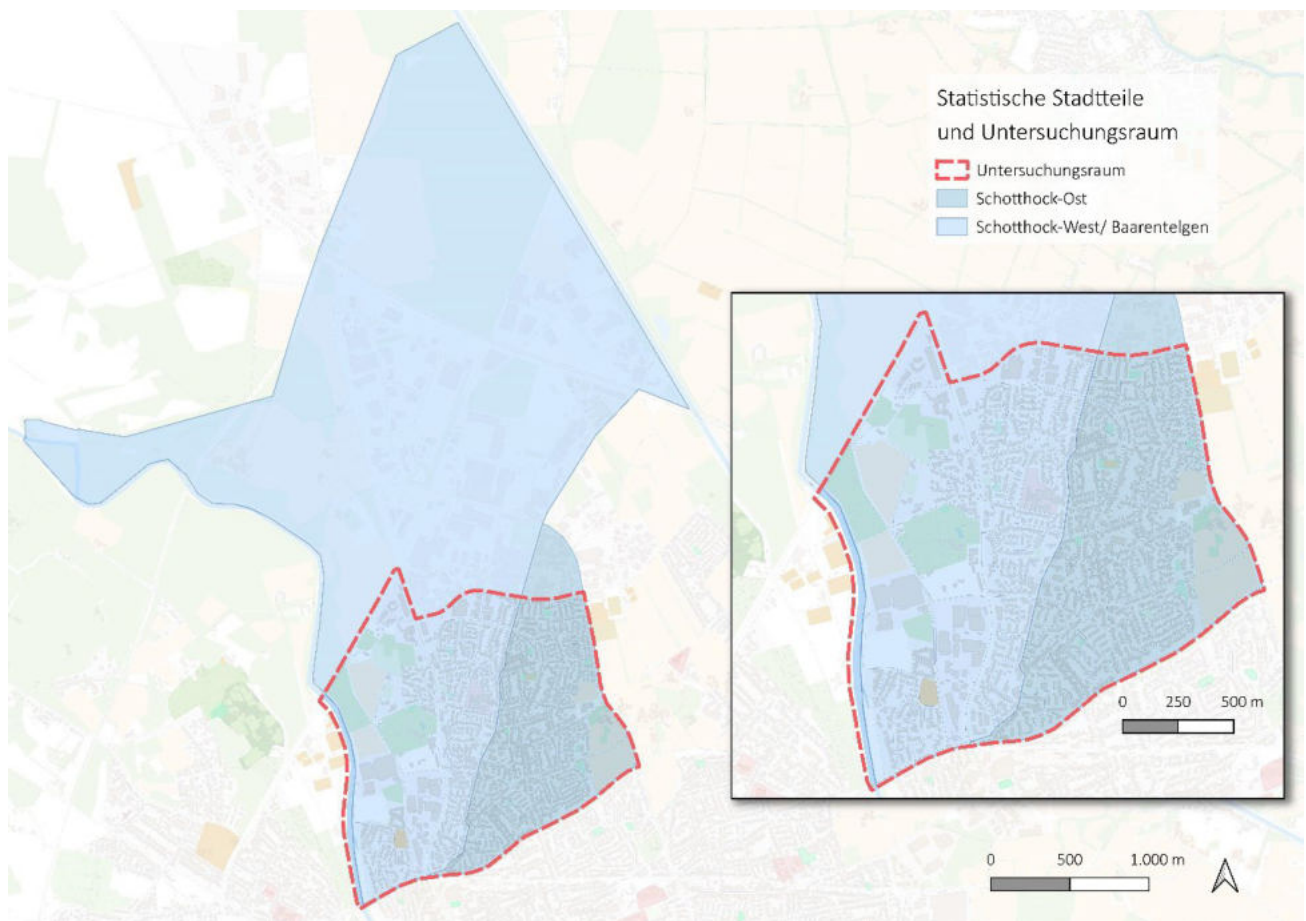 Statistische Stadtteile
und Untersuchungsraum
Untersuchungsraum
Schotthock-Ost
Schotthock-West/ Baarentelgen
0 250 500 m
0 500 1.000 m